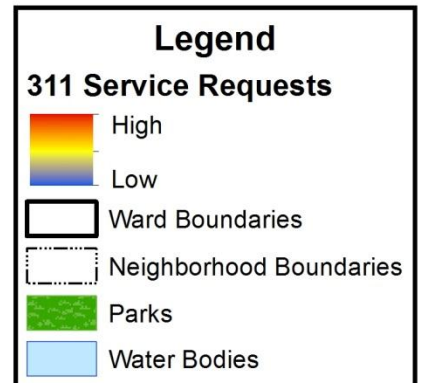 Legend
311 Service Requests
High
Low
Ward Boundaries
Neighborhood Boundaries
Parks
Water Bodies